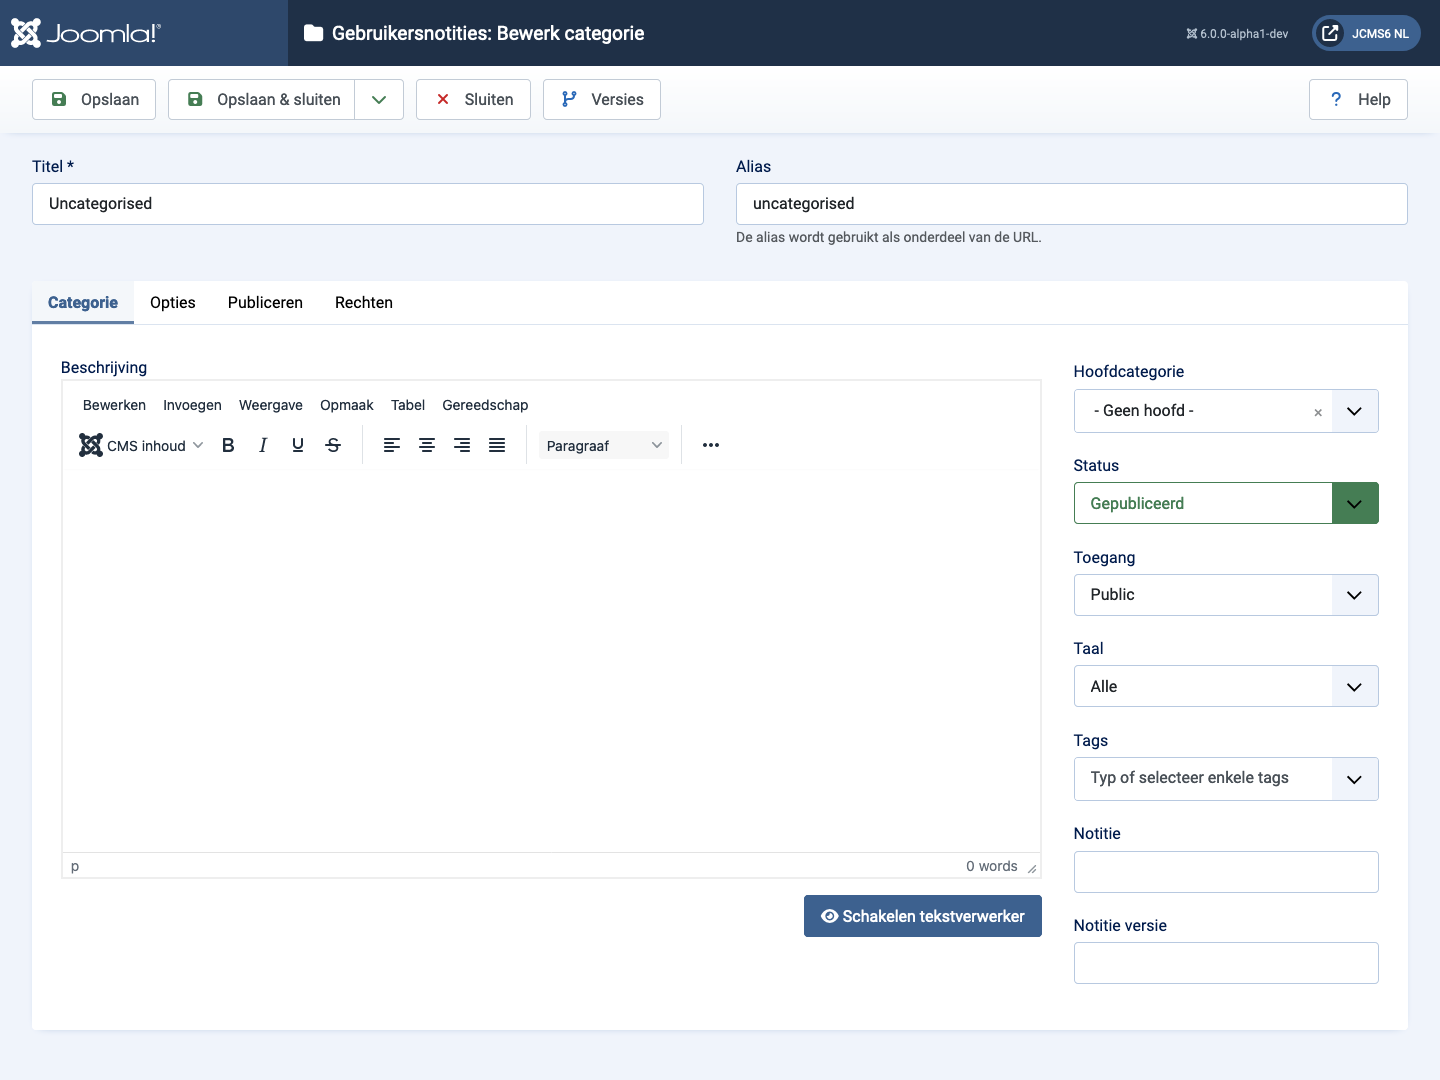 Joomla!®
Gebruikersnotities: Bewerk categorie
6.0.0-alpha1-dev
JCMS6 NL
Opslaan
Opslaan & sluiten
Sluiten
Versies
? Help
Titel *
Uncategorised
Alias
uncategorised
De alias wordt gebruikt als onderdeel van de URL.
Categorie Opties Publiceren Rechten
Beschrijving
Bewerken Invoegen Weergave Opmaak Tabel Gereedschap
CMS inhoud B I U S Paragraaf
p
0 words
Schakelen tekstverwerker
Hoofdcategorie
- Geen hoofd - ×
Status
Gepubliceerd
Toegang
Public
Taal
Alle
Tags
Typ of selecteer enkele tags
Notitie
Notitie versie